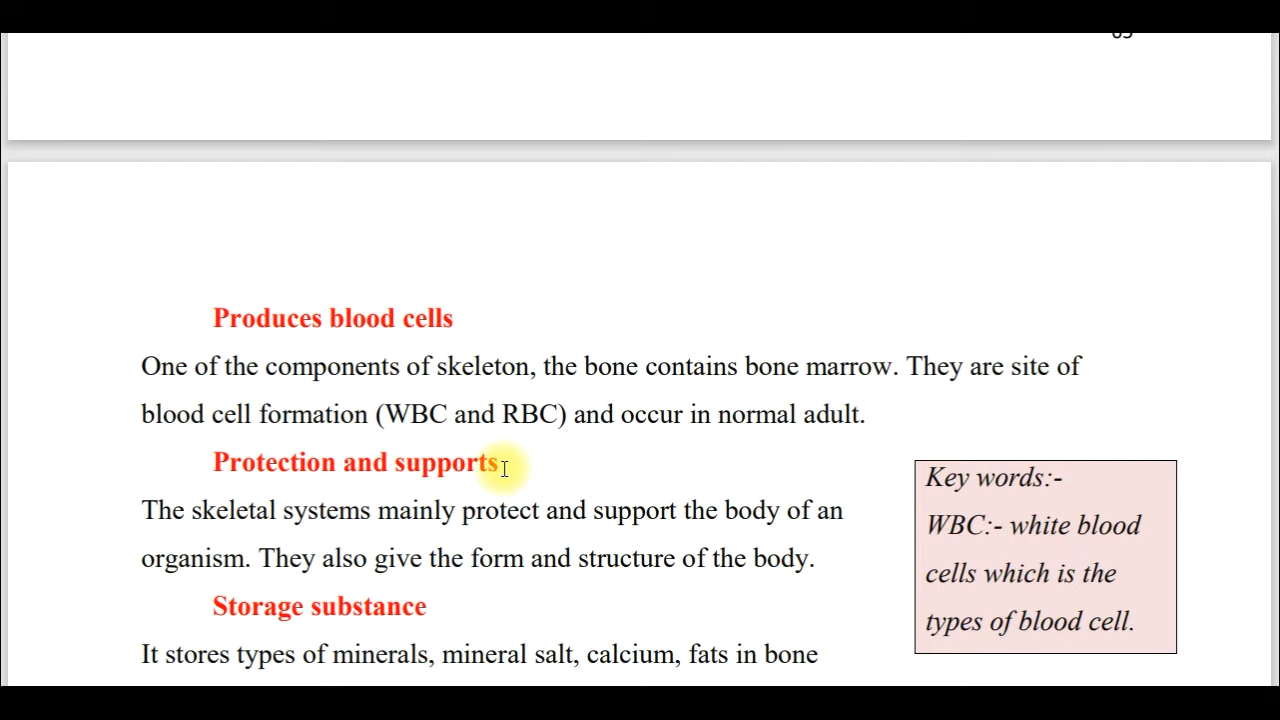 Produces blood cells
One of the components of skeleton, the bone contains bone marrow. They are site of
blood cell formation (WBC and RBC) and occur in normal adult.
Protection and supports
The skeletal systems mainly protect and support the body of an
organism. They also give the form and structure of the body.
Storage substance
It stores types of minerals, mineral salt, calcium, fats in bone
Key words:-
WBC:- white blood
cells which is the
types of blood cell.